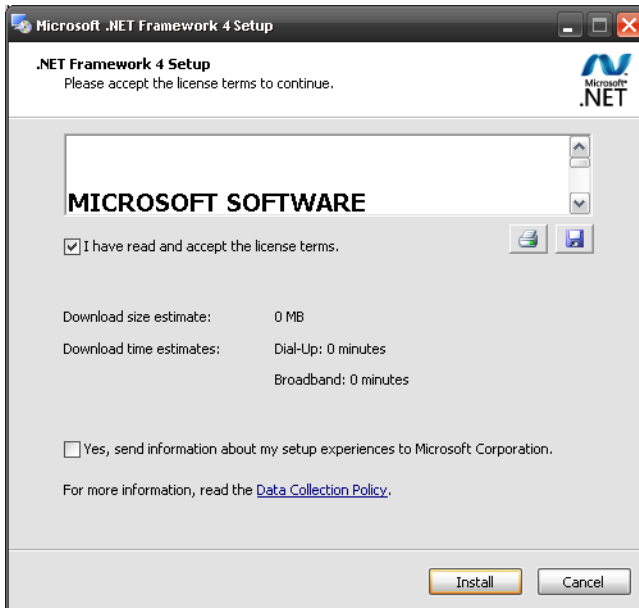 Microsoft .NET Framework 4 Setup
.NET Framework 4 Setup
Please accept the license terms to continue.
Microsoft
.NET
MICROSOFT SOFTWARE
I have read and accept the license terms.
Download size estimate: 0 MB
Download time estimates: Dial-Up: 0 minutes
Broadband: 0 minutes
Yes, send information about my setup experiences to Microsoft Corporation.
For more information, read the Data Collection Policy.
Install Cancel